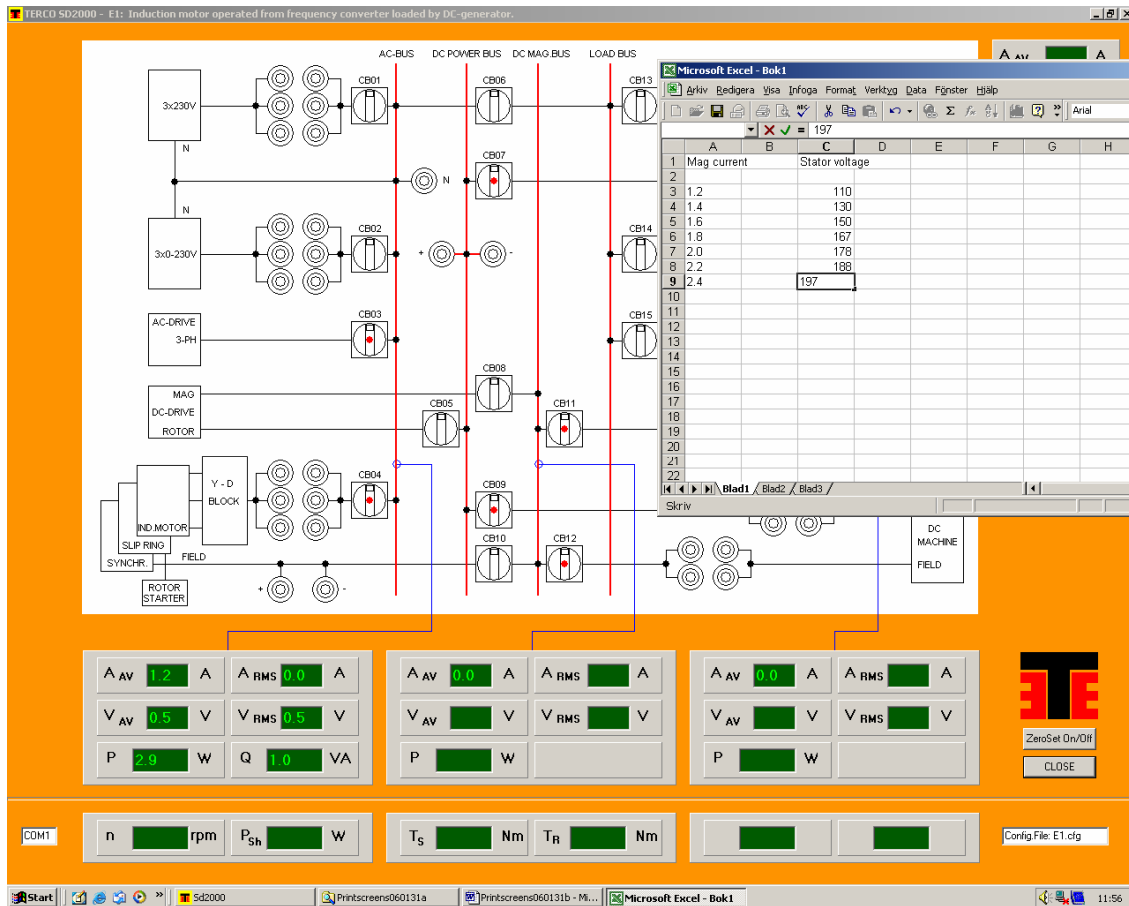 TERCO SD2000 - E1: Induction motor operated from frequency converter loaded by DC-generator.
AC-BUS DC POWER BUS DC MAG.BUS LOAD BUS
A AV A
3x230V
CB01
CB06
CB13
N
CB07
N
N
3x0-230V
CB02
+ -
CB14
AC-DRIVE
3-PH
CB03
CB15
MAG
DC-DRIVE
ROTOR
CB08
CB05
CB11
Y - D
BLOCK
IND.MOTOR
SLIP RING
SYNCHR.
FIELD
ROTOR
STARTER
CB04
CB09
CB10
CB12
+ -
DC
MACHINE
FIELD
Microsoft Excel - Bok1
Arkiv Redigera Visa Infoga Format Verktyg Data Fönster Hjälp
Arial
= 197
A B C D E F G H
1 Mag current Stator voltage
2
3 1.2 110
4 1.4 130
5 1.6 150
6 1.8 167
7 2.0 178
8 2.2 188
9 2.4 197
10
11
12
13
14
15
16
17
18
19
20
21
22
Blad1 Blad2 Blad3
Skriv
A AV 1.2 A A RMS 0.0 A
V AV 0.5 V V RMS 0.5 V
P 2.9 W Q 1.0 VA
A AV 0.0 A A RMS A
V AV V V RMS V
P W
A AV 0.0 A A RMS A
V AV V V RMS V
P W
ZeroSet On/Off
CLOSE
COM1
n rpm P Sh W
T S Nm T R Nm
Config.File: E1.cfg
Start Sd2000 Printscreens060131a Printscreens060131b - Mi... Microsoft Excel - Bok1 11:56